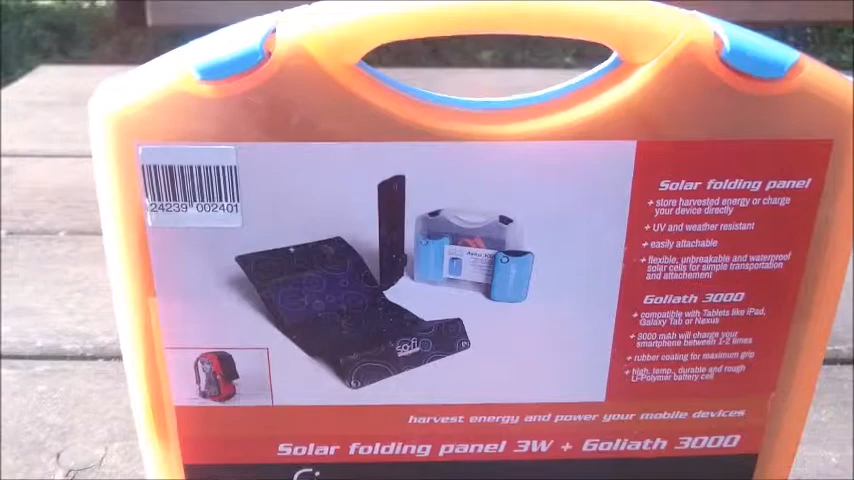 24239 002401
Solar folding panel
+ store harvested energy or charge
your device directly
+ UV and weather resistant
+ easily attachable
+ flexible, unbreakable and waterproof
solar cells for simple transportation
and attachement
Goliath 3000
+ compatible with Tablets like iPad,
Galaxy Tab or Nexus
+ 3000 mAh will charge your
smartphone between 1-2 times
+ rubber coating for maximal grip
+ high, temp., durable and rough
Li-Polymer battery cell
harvest energy and power your mobile devices
Solar folding panel 3W + Goliath 3000